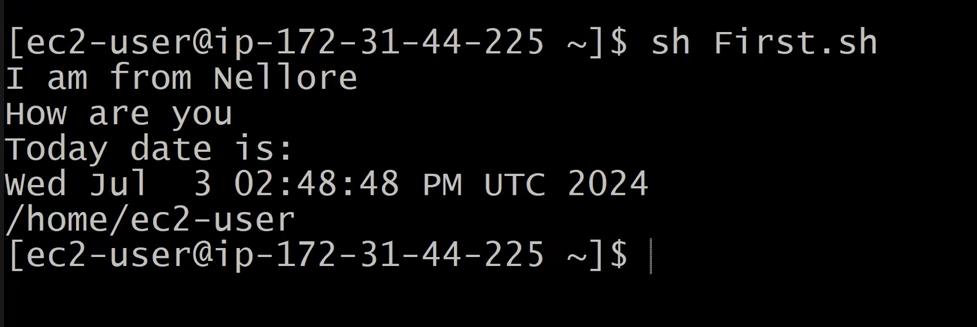 [ec2-user@ip-172-31-44-225 ~]$ sh First.sh
I am from Nellore
How are you
Today date is:
Wed Jul  3 02:48:48 PM UTC 2024
/home/ec2-user
[ec2-user@ip-172-31-44-225 ~]$